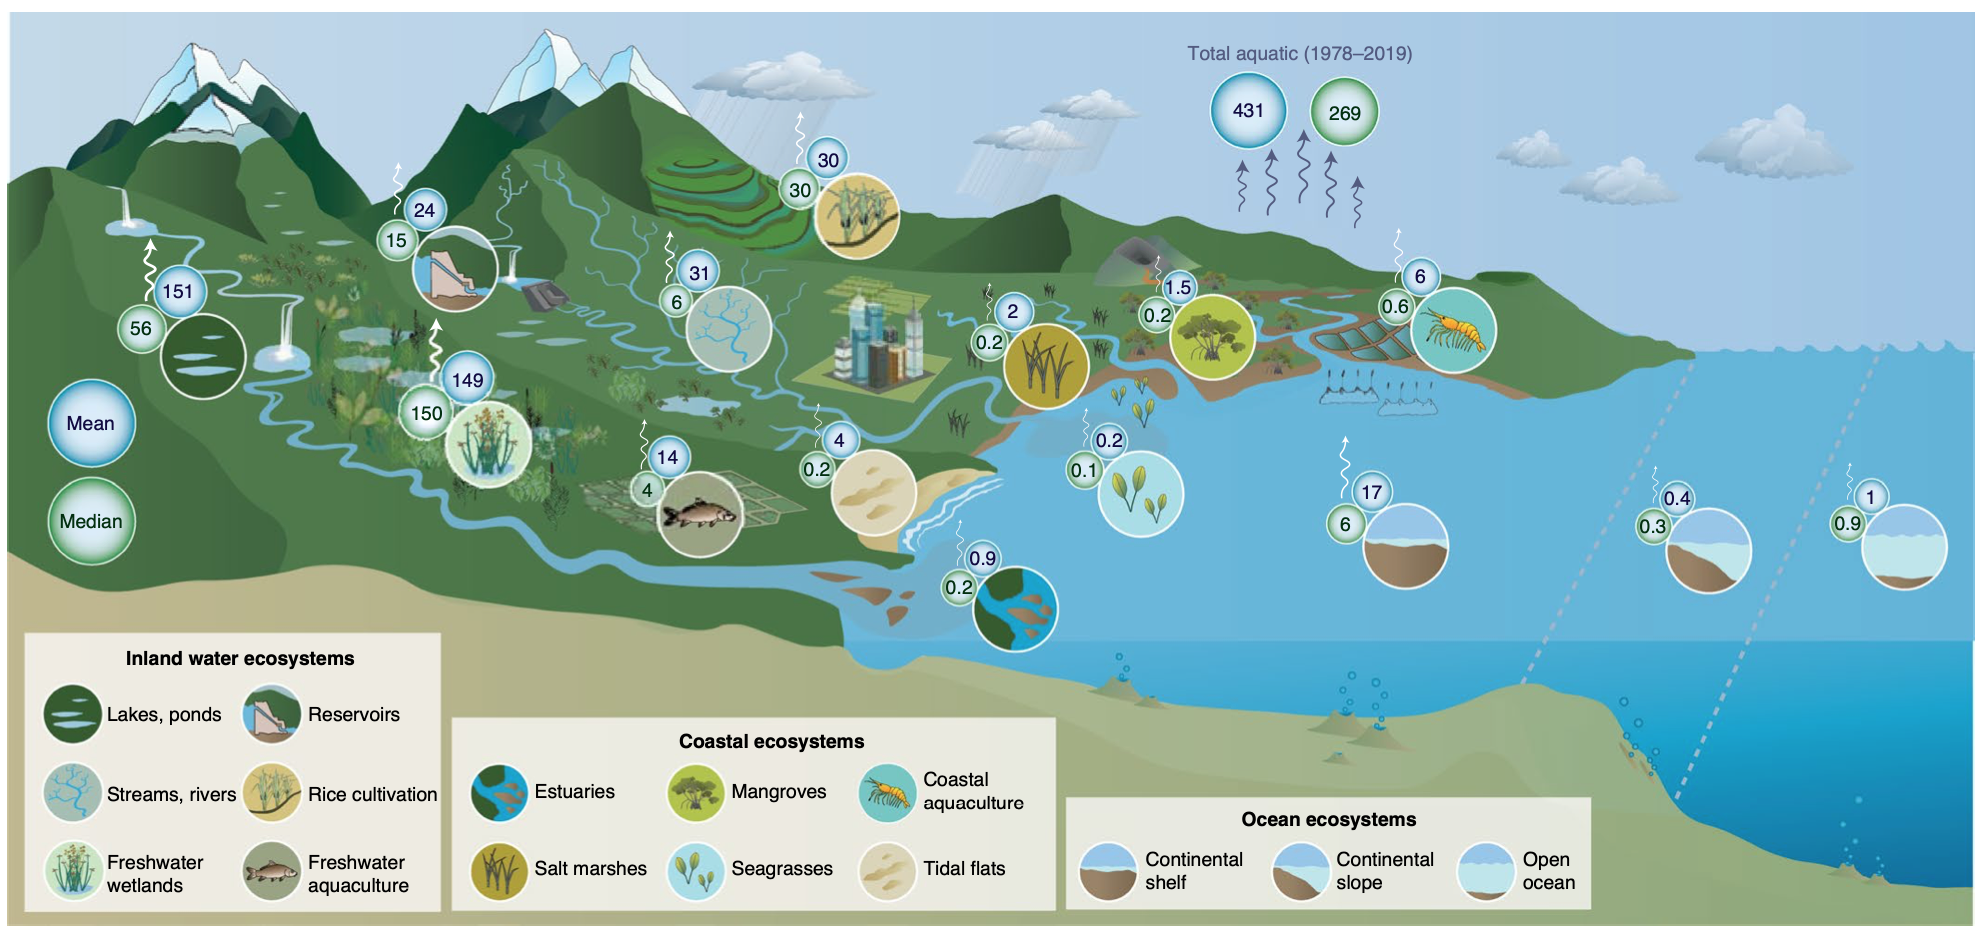 Total aquatic (1978–2019)
431
269
30
30
24
15
151
56
31
6
6
0.6
1.5
0.2
2
0.2
149
150
Mean
Median
14
4
4
0.2
0.2
0.1
17
6
0.4
0.3
1
0.9
0.9
0.2
Inland water ecosystems
Lakes, ponds
Reservoirs
Streams, rivers
Rice cultivation
Freshwater
wetlands
Freshwater
aquaculture
Coastal ecosystems
Estuaries
Mangroves
Coastal
aquaculture
Salt marshes
Seagrasses
Tidal flats
Ocean ecosystems
Continental
shelf
Continental
slope
Open
ocean